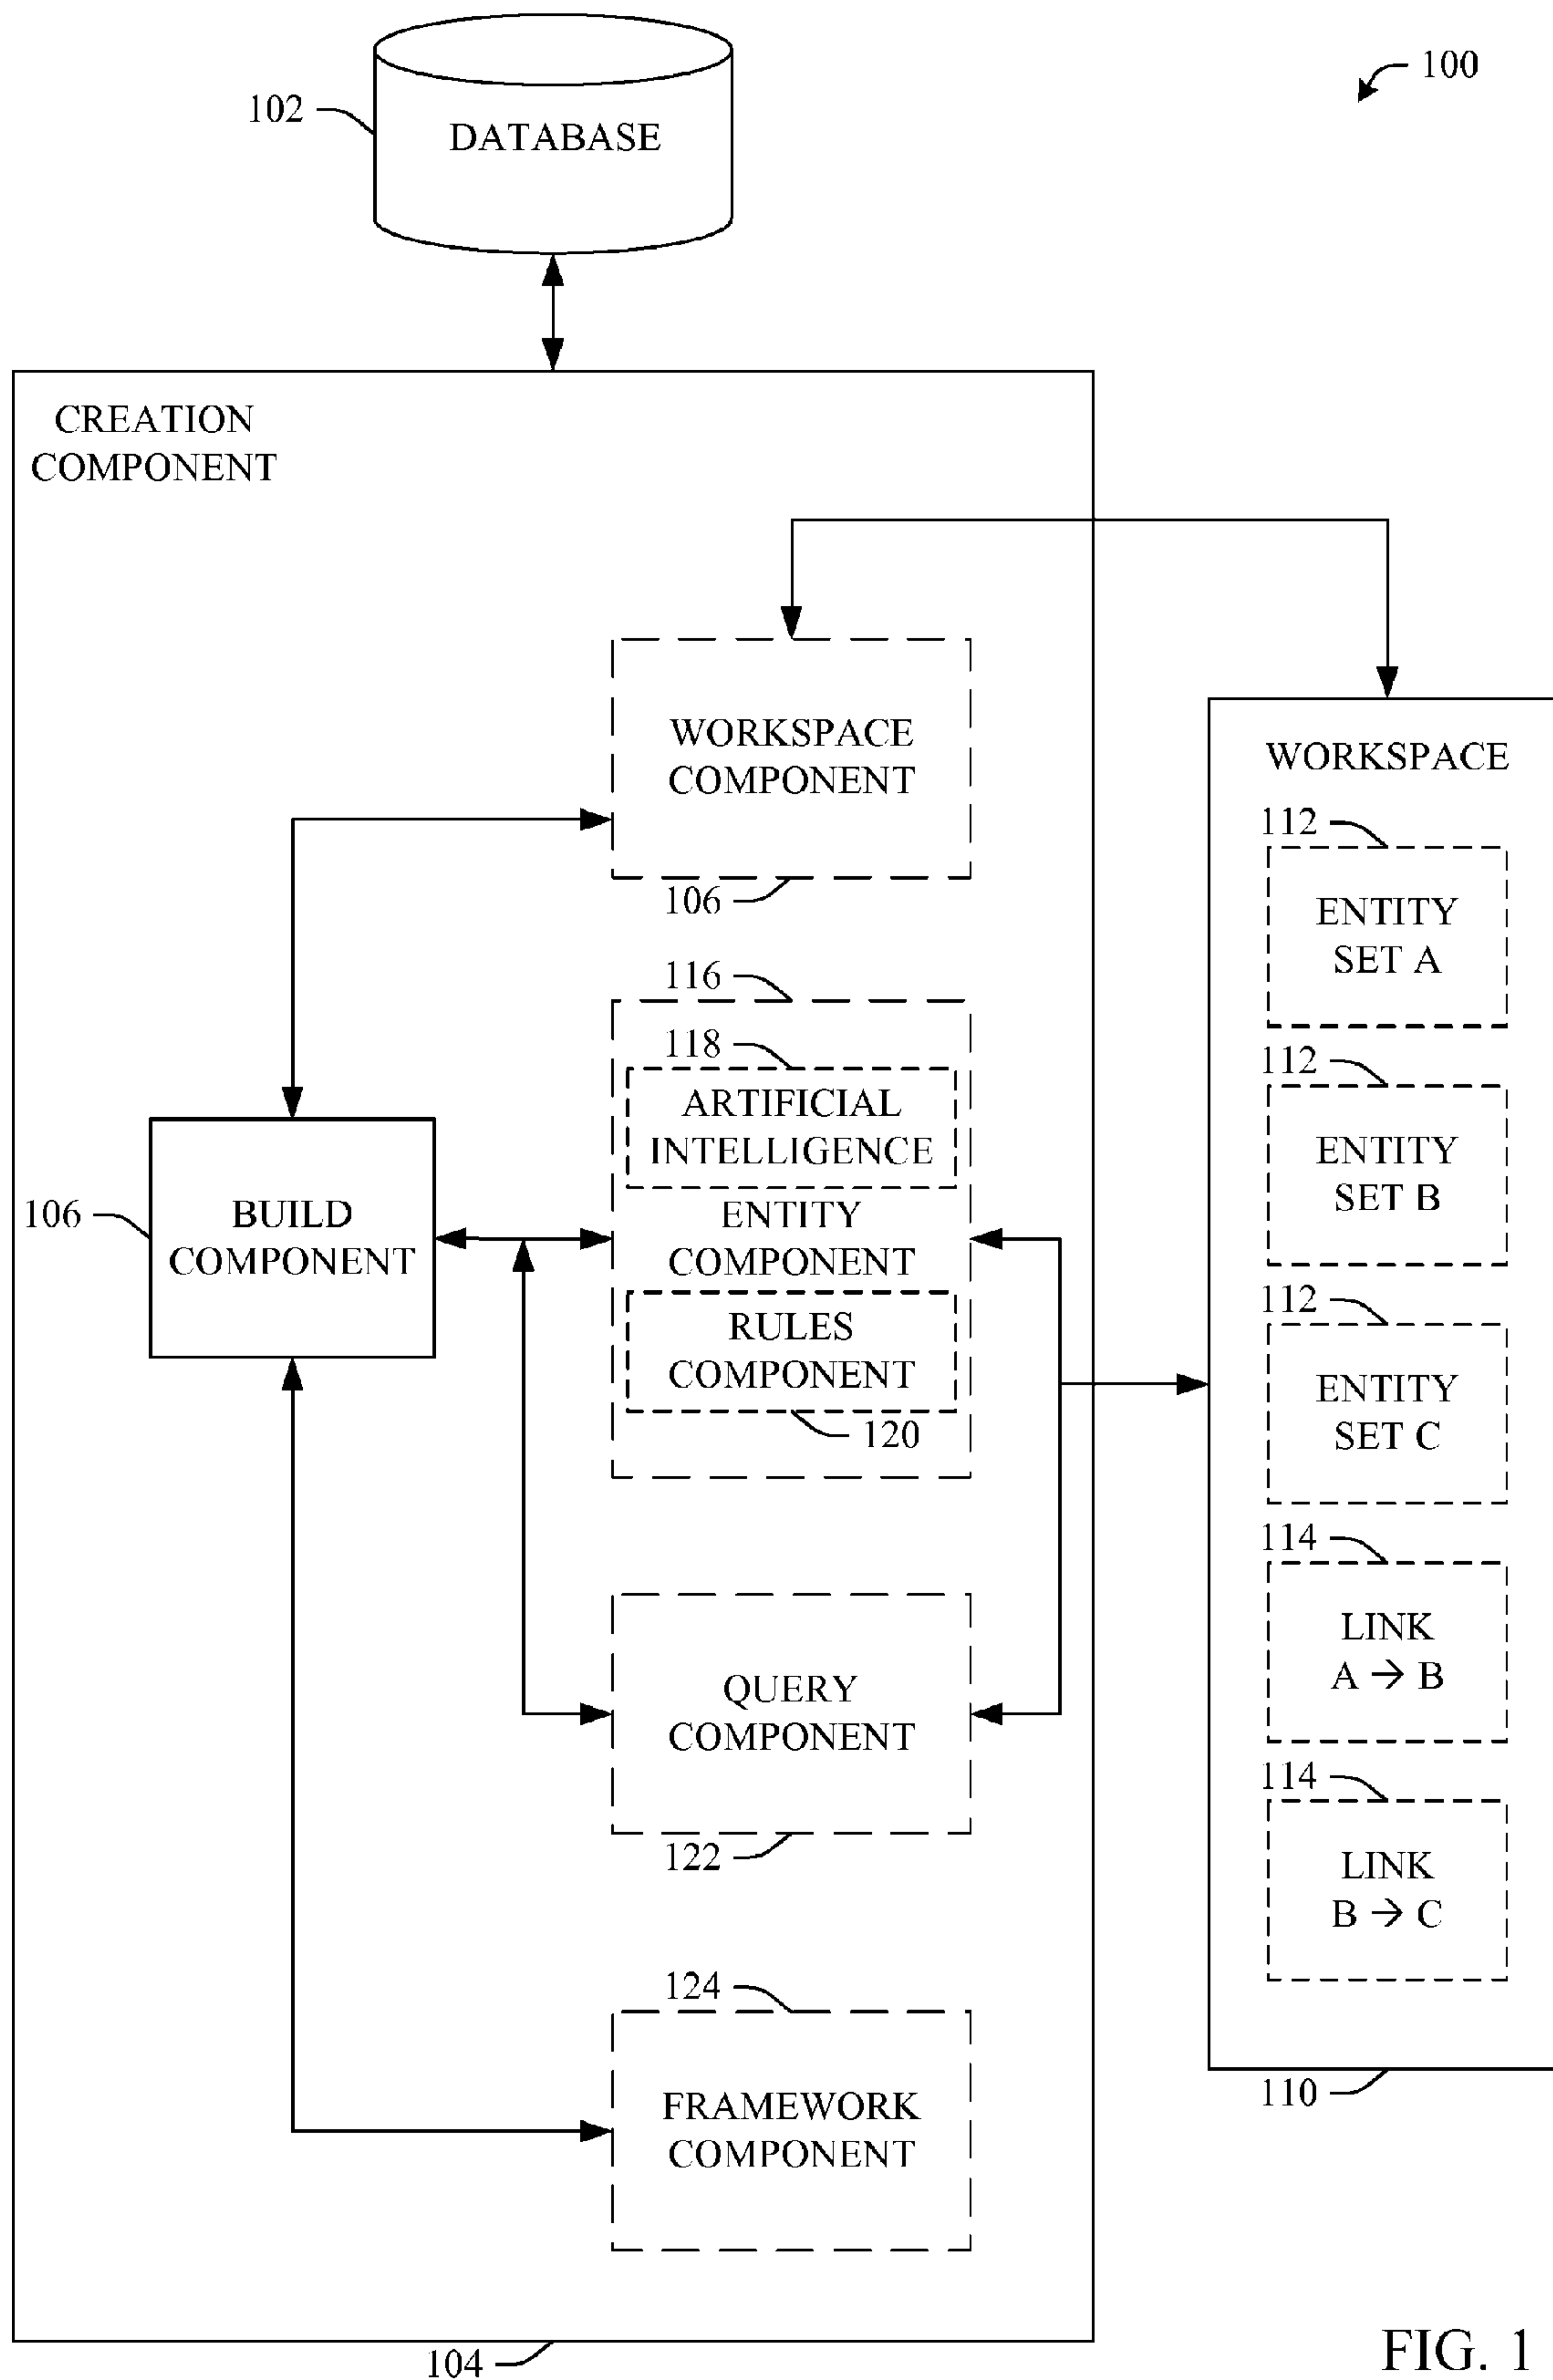 100
102
DATABASE
CREATION
COMPONENT
WORKSPACE
COMPONENT
106
WORKSPACE
112
ENTITY
SET A
116
118
ARTIFICIAL
INTELLIGENCE
ENTITY
COMPONENT
RULES
COMPONENT
120
106
BUILD
COMPONENT
112
ENTITY
SET B
112
ENTITY
SET C
114
LINK
A → B
QUERY
COMPONENT
122
114
LINK
B → C
124
FRAMEWORK
COMPONENT
110
104
FIG. 1